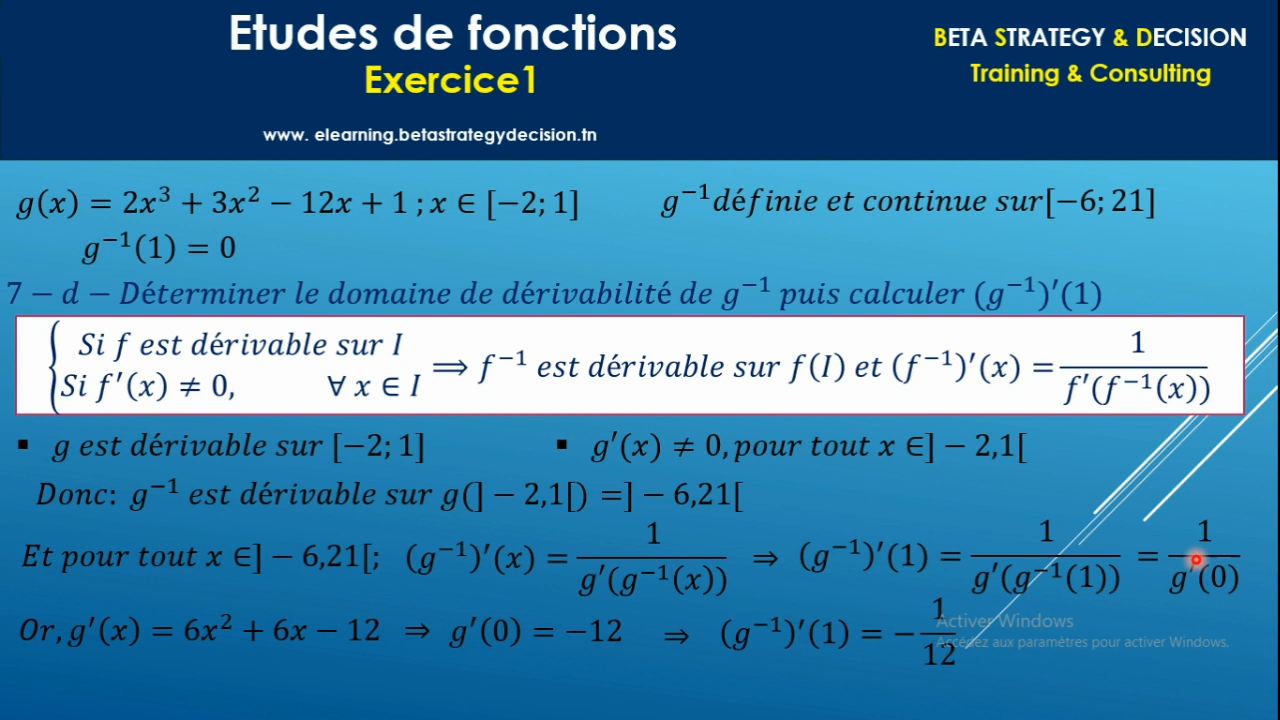 Etudes de fonctions
Exercice1
www. elearning.betastrategydecision.tn
BETA STRATEGY & DECISION
Training & Consulting
g(x) = 2x³ + 3x² − 12x + 1 ; x ∈ [−2; 1]
g⁻¹définie et continue sur[−6; 21]
g⁻¹(1) = 0
7 − d − Déterminer le domaine de dérivabilité de g⁻¹ puis calculer (g⁻¹)′(1)
{ Si f est dérivable sur I
Si f′(x) ≠ 0, ∀ x ∈ I
⟹ f⁻¹ est dérivable sur f(I) et (f⁻¹)′(x) = 1/f′(f⁻¹(x))
▪ g est dérivable sur [−2; 1]
▪ g′(x) ≠ 0, pour tout x ∈] − 2,1[
Donc: g⁻¹ est dérivable sur g(] − 2,1[) =] − 6,21[
Et pour tout x ∈] − 6,21[; (g⁻¹)′(x) = 1/g′(g⁻¹(x)) ⇒ (g⁻¹)′(1) = 1/g′(g⁻¹(1)) = 1/g′(0)
Or, g′(x) = 6x² + 6x − 12 ⇒ g′(0) = −12 ⇒ (g⁻¹)′(1) = −1/12
Activer Windows
Accédez aux paramètres pour activer Windows.